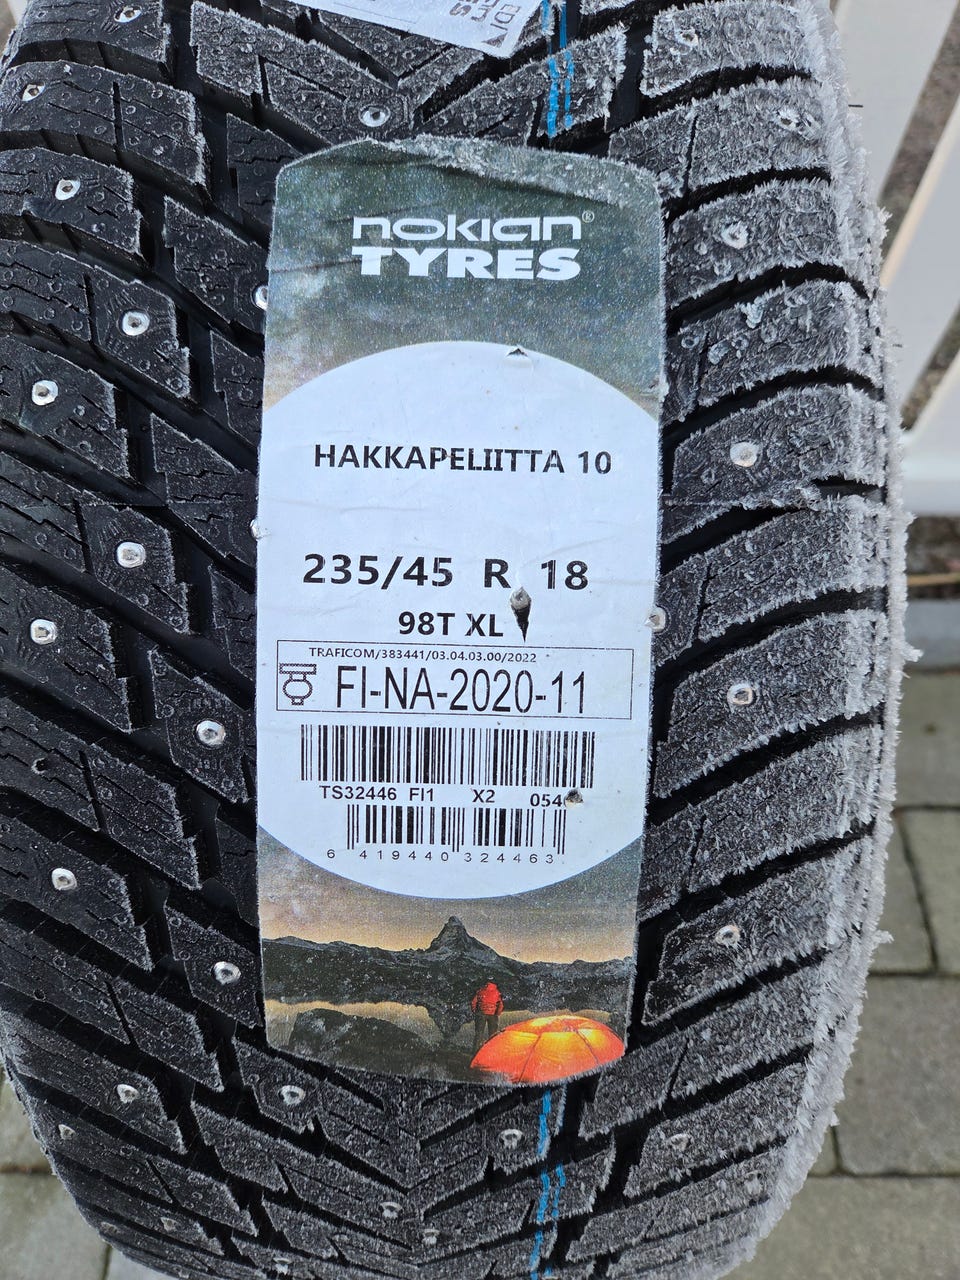 nokian®
TYRES
HAKKAPELIITTA 10
235/45 R 18
98T XL
TRAFICOM/383441/03.04.03.00/2022
FI-NA-2020-11
TS32446 FI1 X2
6 419440 324463